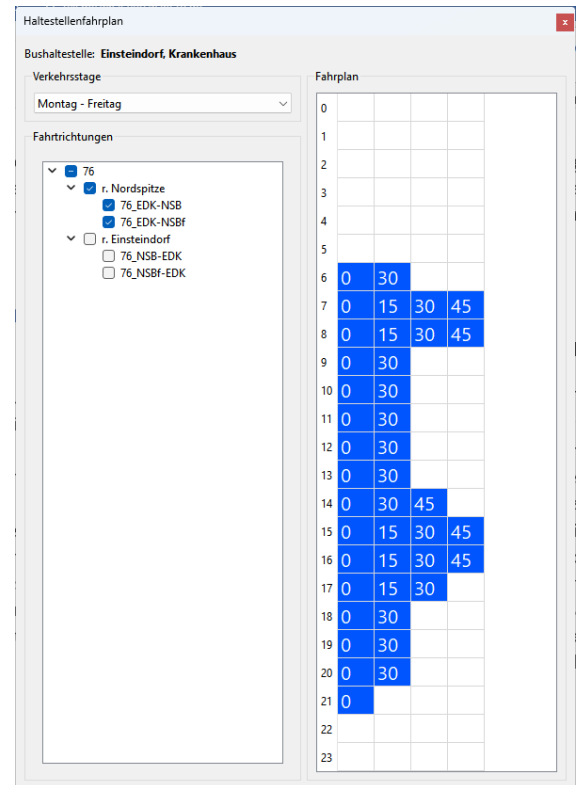 Haltestellenfahrplan
Bushaltestelle: Einsteindorf, Krankenhaus
Verkehrsstage
Montag - Freitag
Fahrtrichtungen
76
r. Nordspitze
76_EDK-NSB
76_EDK-NSBf
r. Einsteindorf
76_NSB-EDK
76_NSBf-EDK
Fahrplan
0
1
2
3
4
5
6 0 30
7 0 15 30 45
8 0 15 30 45
9 0 30
10 0 30
11 0 30
12 0 30
13 0 30
14 0 30 45
15 0 15 30 45
16 0 15 30 45
17 0 15 30
18 0 30
19 0 30
20 0 30
21 0
22
23